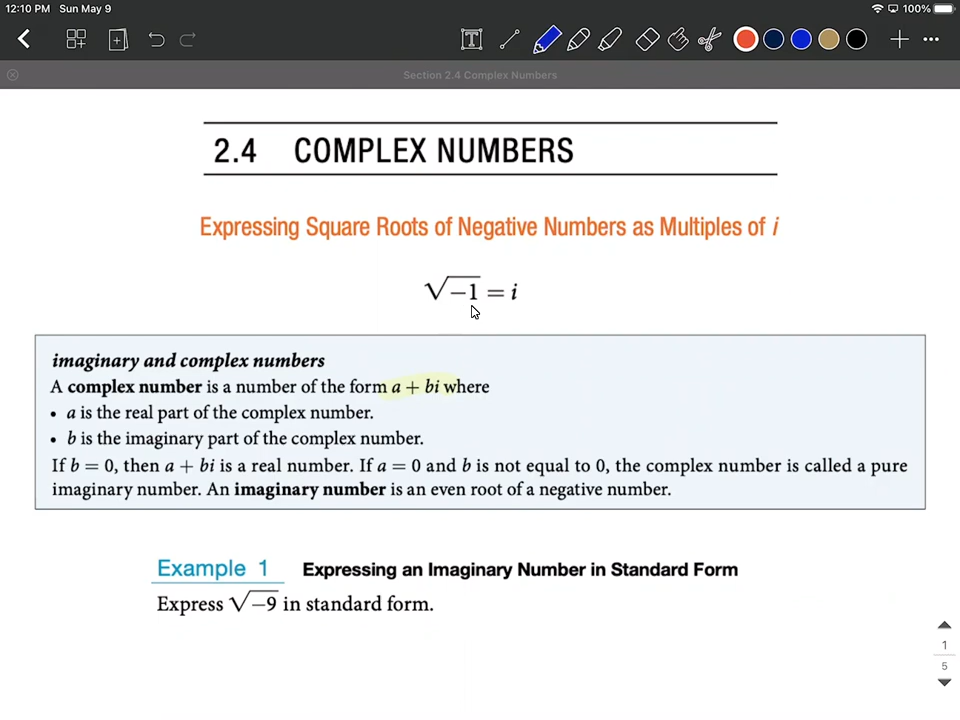 12:10 PM Sun May 9
100%
Section 2.4 Complex Numbers
2.4 COMPLEX NUMBERS
Expressing Square Roots of Negative Numbers as Multiples of i
√−1 = i
imaginary and complex numbers
A complex number is a number of the form a + bi where
• a is the real part of the complex number.
• b is the imaginary part of the complex number.
If b = 0, then a + bi is a real number. If a = 0 and b is not equal to 0, the complex number is called a pure
imaginary number. An imaginary number is an even root of a negative number.
Example 1 Expressing an Imaginary Number in Standard Form
Express √−9 in standard form.
1
5